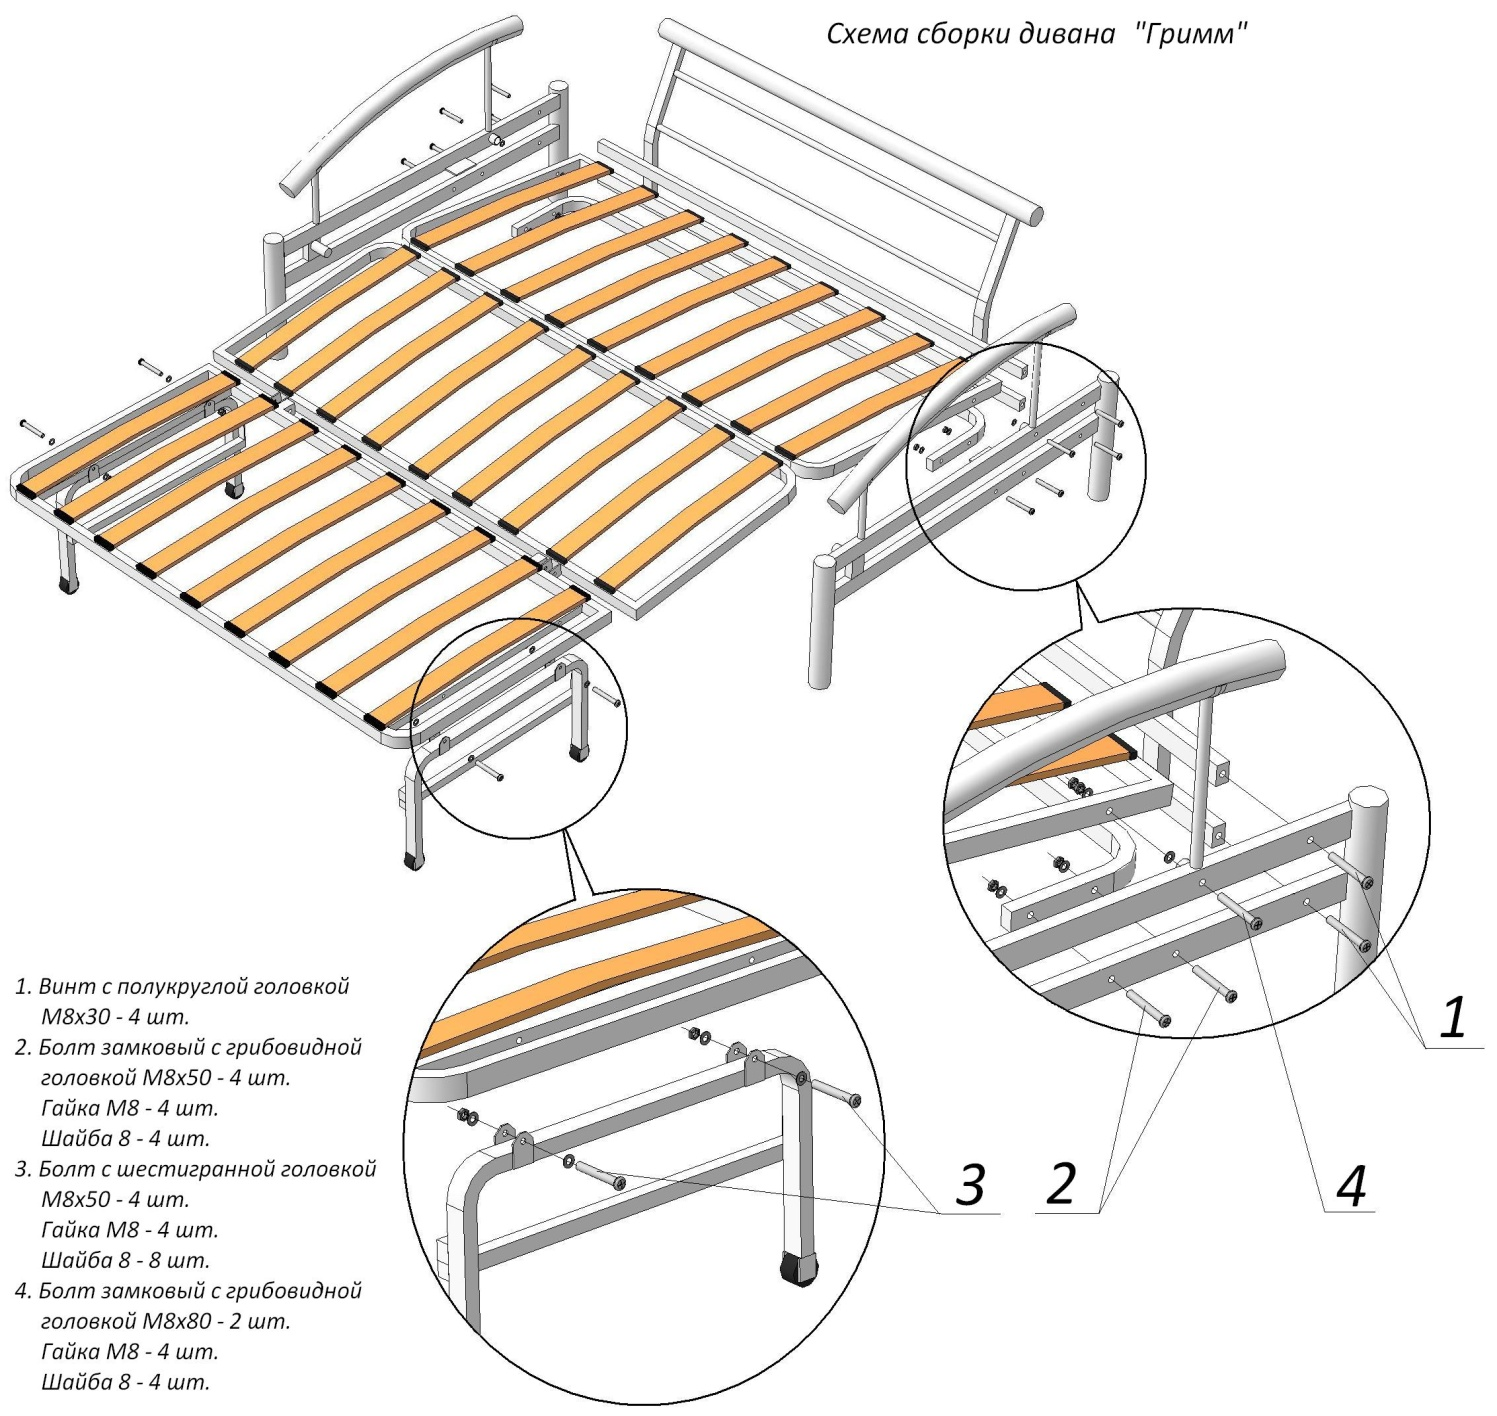 Схема сборки дивана "Гримм"
1
3
2
4
1. Винт с полукруглой головкой
М8х30 - 4 шт.
2. Болт замковый с грибовидной
головкой М8х50 - 4 шт.
Гайка М8 - 4 шт.
Шайба 8 - 4 шт.
3. Болт с шестигранной головкой
М8х50 - 4 шт.
Гайка М8 - 4 шт.
Шайба 8 - 8 шт.
4. Болт замковый с грибовидной
головкой М8х80 - 2 шт.
Гайка М8 - 4 шт.
Шайба 8 - 4 шт.